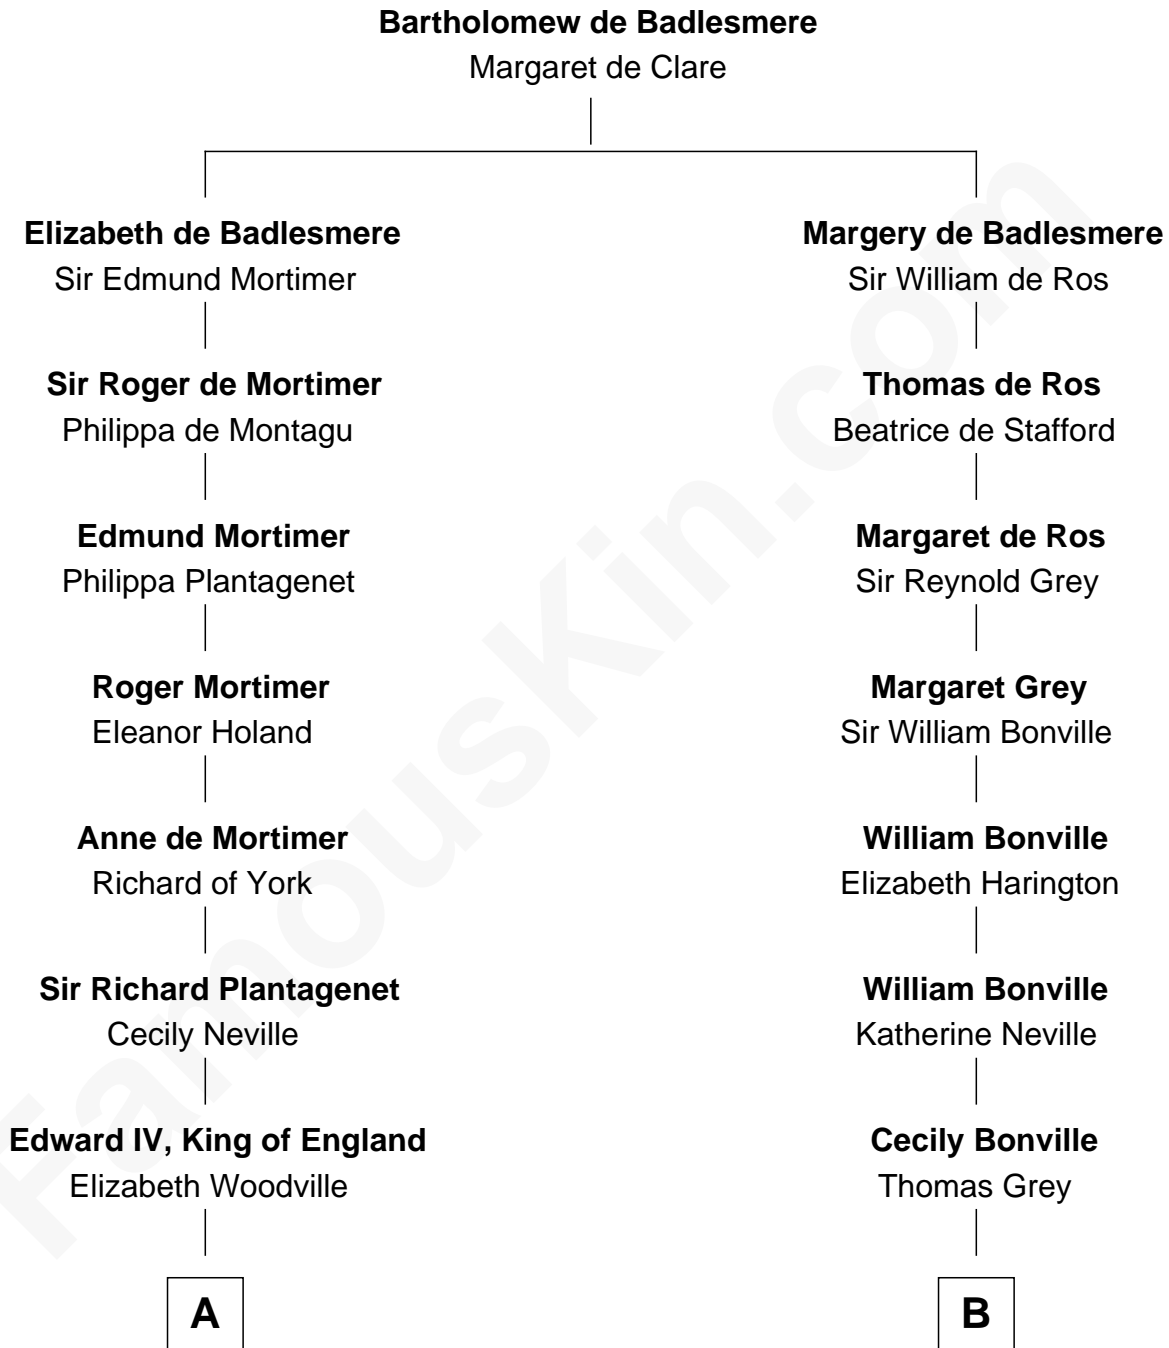 Bartholomew de Badlesmere
Margaret de Clare
Elizabeth de Badlesmere
Sir Edmund Mortimer
Margery de Badlesmere
Sir William de Ros
Sir Roger de Mortimer
Philippa de Montagu
Thomas de Ros
Beatrice de Stafford
Edmund Mortimer
Philippa Plantagenet
Margaret de Ros
Sir Reynold Grey
Roger Mortimer
Eleanor Holand
Margaret Grey
Sir William Bonville
Anne de Mortimer
Richard of York
William Bonville
Elizabeth Harington
Sir Richard Plantagenet
Cecily Neville
William Bonville
Katherine Neville
Edward IV, King of England
Elizabeth Woodville
Cecily Bonville
Thomas Grey
A
B
FamousKin.com